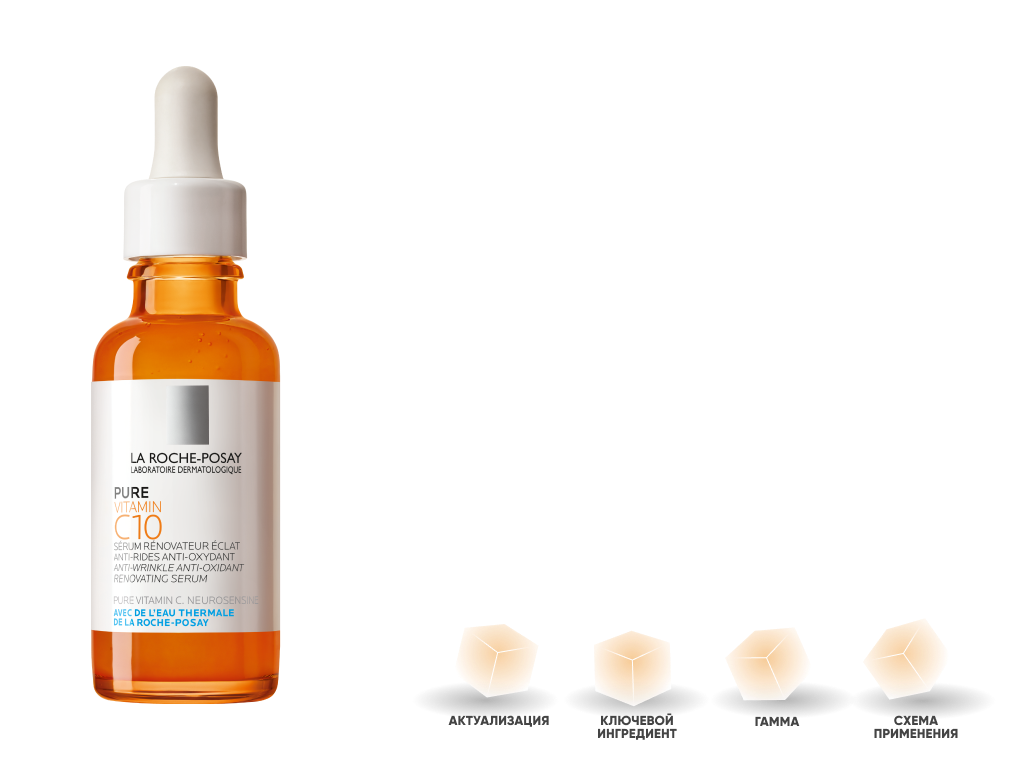 LA ROCHE-POSAY
LABORATOIRE DERMATOLOGIQUE
PURE
VITAMIN
C10
SÉRUM RÉNOVATEUR ÉCLAT
ANTI-RIDES ANTI-OXYDANT
ANTI-WRINKLE ANTI-OXIDANT
RENOVATING SERUM
PURE VITAMIN C. NEUROSENSINE
AVEC DE L'EAU THERMALE
DE LA ROCHE-POSAY
АКТУАЛИЗАЦИЯ
КЛЮЧЕВОЙ
ИНГРЕДИЕНТ
ГАММА
СХЕМА
ПРИМЕНЕНИЯ